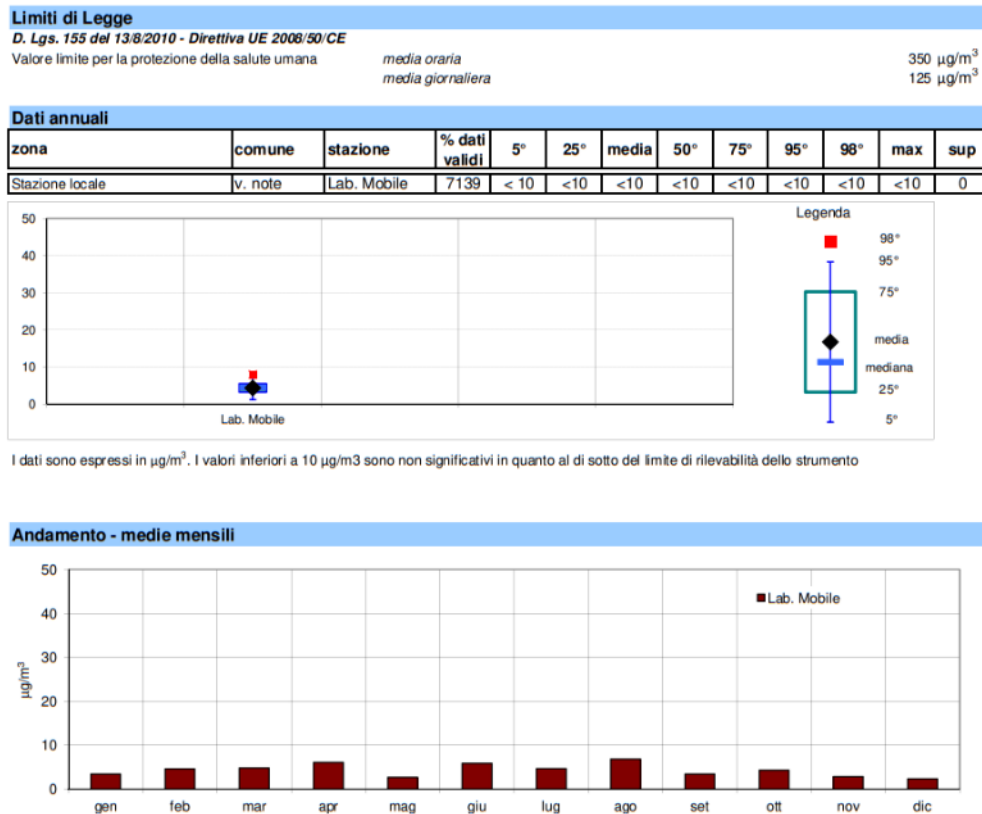 Limiti di Legge
D. Lgs. 155 del 13/8/2010 - Direttiva UE 2008/50/CE
Valore limite per la protezione della salute umana media oraria 350 µg/m³
media giornaliera 125 µg/m³
Dati annuali
zona comune stazione % dati validi 5° 25° media 50° 75° 95° 98° max sup
Stazione locale v. note Lab. Mobile 7139 < 10 <10 <10 <10 <10 <10 <10 <10 0
50
40
30
20
10
0
Lab. Mobile
Legenda
98°
95°
75°
media
mediana
25°
5°
I dati sono espressi in µg/m³. I valori inferiori a 10 µg/m3 sono non significativi in quanto al di sotto del limite di rilevabilità dello strumento
Andamento - medie mensili
50
40
30
20
10
0
µg/m³
Lab. Mobile
gen feb mar apr mag giu lug ago set ott nov dic